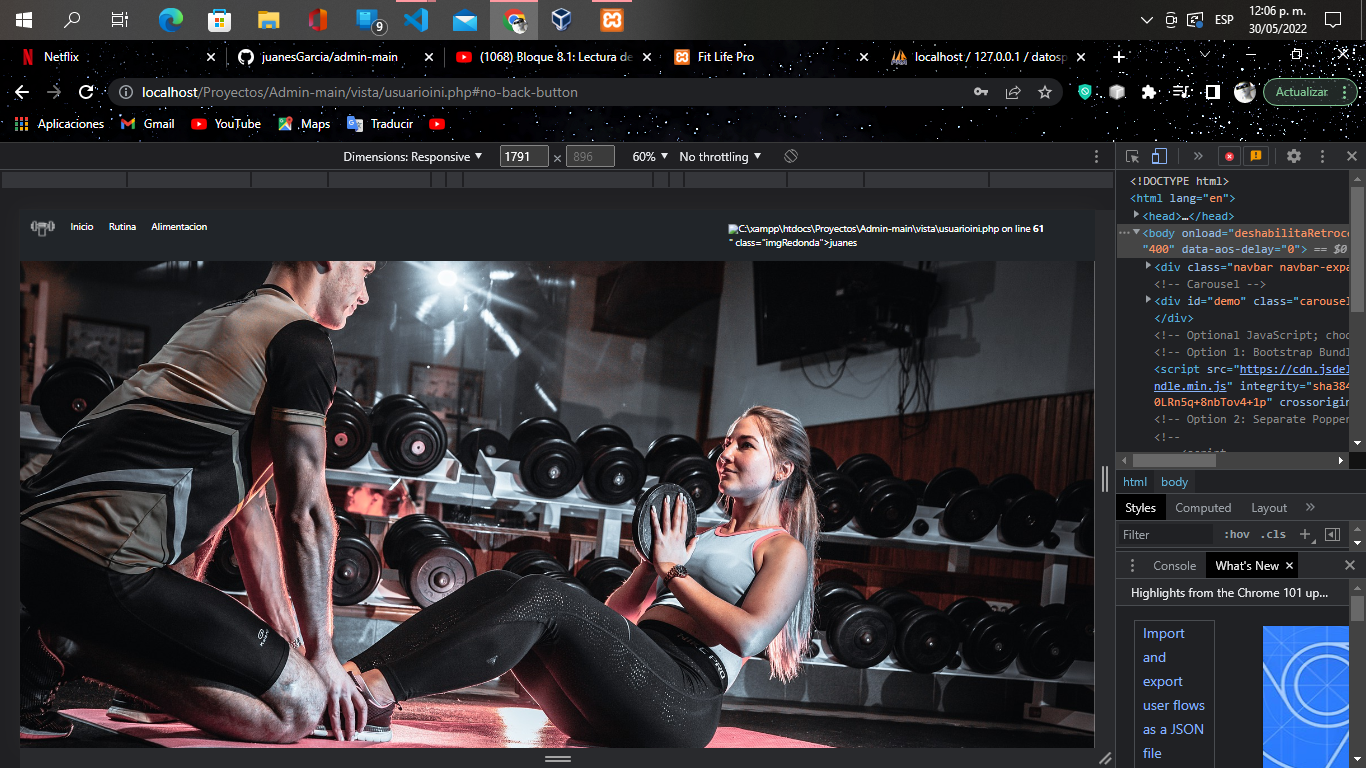 12:06 p. m.
ESP
30/05/2022
9
Netflix
juanesGarcia/admin-main
(1068) Bloque 8.1: Lectura de
Fit Life Pro
localhost / 127.0.0.1 / datosp
localhost/Proyectos/Admin-main/vista/usuarioini.php#no-back-button
Actualizar
Aplicaciones
Gmail
YouTube
Maps
Traducir
Dimensions: Responsive
1791
×
896
60%
No throttling
<!DOCTYPE html>
<html lang="en">
<head>…</head>
<body onload="deshabilitaRetroc
"400" data-aos-delay="0"> == $0
<div class="navbar navbar-expa
<!-- Carousel -->
<div id="demo" class="carousel
</div>
<!-- Optional JavaScript; choo
<!-- Option 1: Bootstrap Bundl
<script src="https://cdn.jsdel
ndle.min.js" integrity="sha384
0LRn5q+8nbTov4+1p" crossorigin
<!-- Option 2: Separate Popper
<!--
html
body
Styles
Computed
Layout
Filter
:hov
.cls
Console
What's New
Highlights from the Chrome 101 up...
Import
and
export
user flows
as a JSON
file
Inicio
Rutina
Alimentacion
C:\xampp\htdocs\Proyectos\Admin-main\vista\usuarioini.php on line 61
" class="imgRedonda">juanes